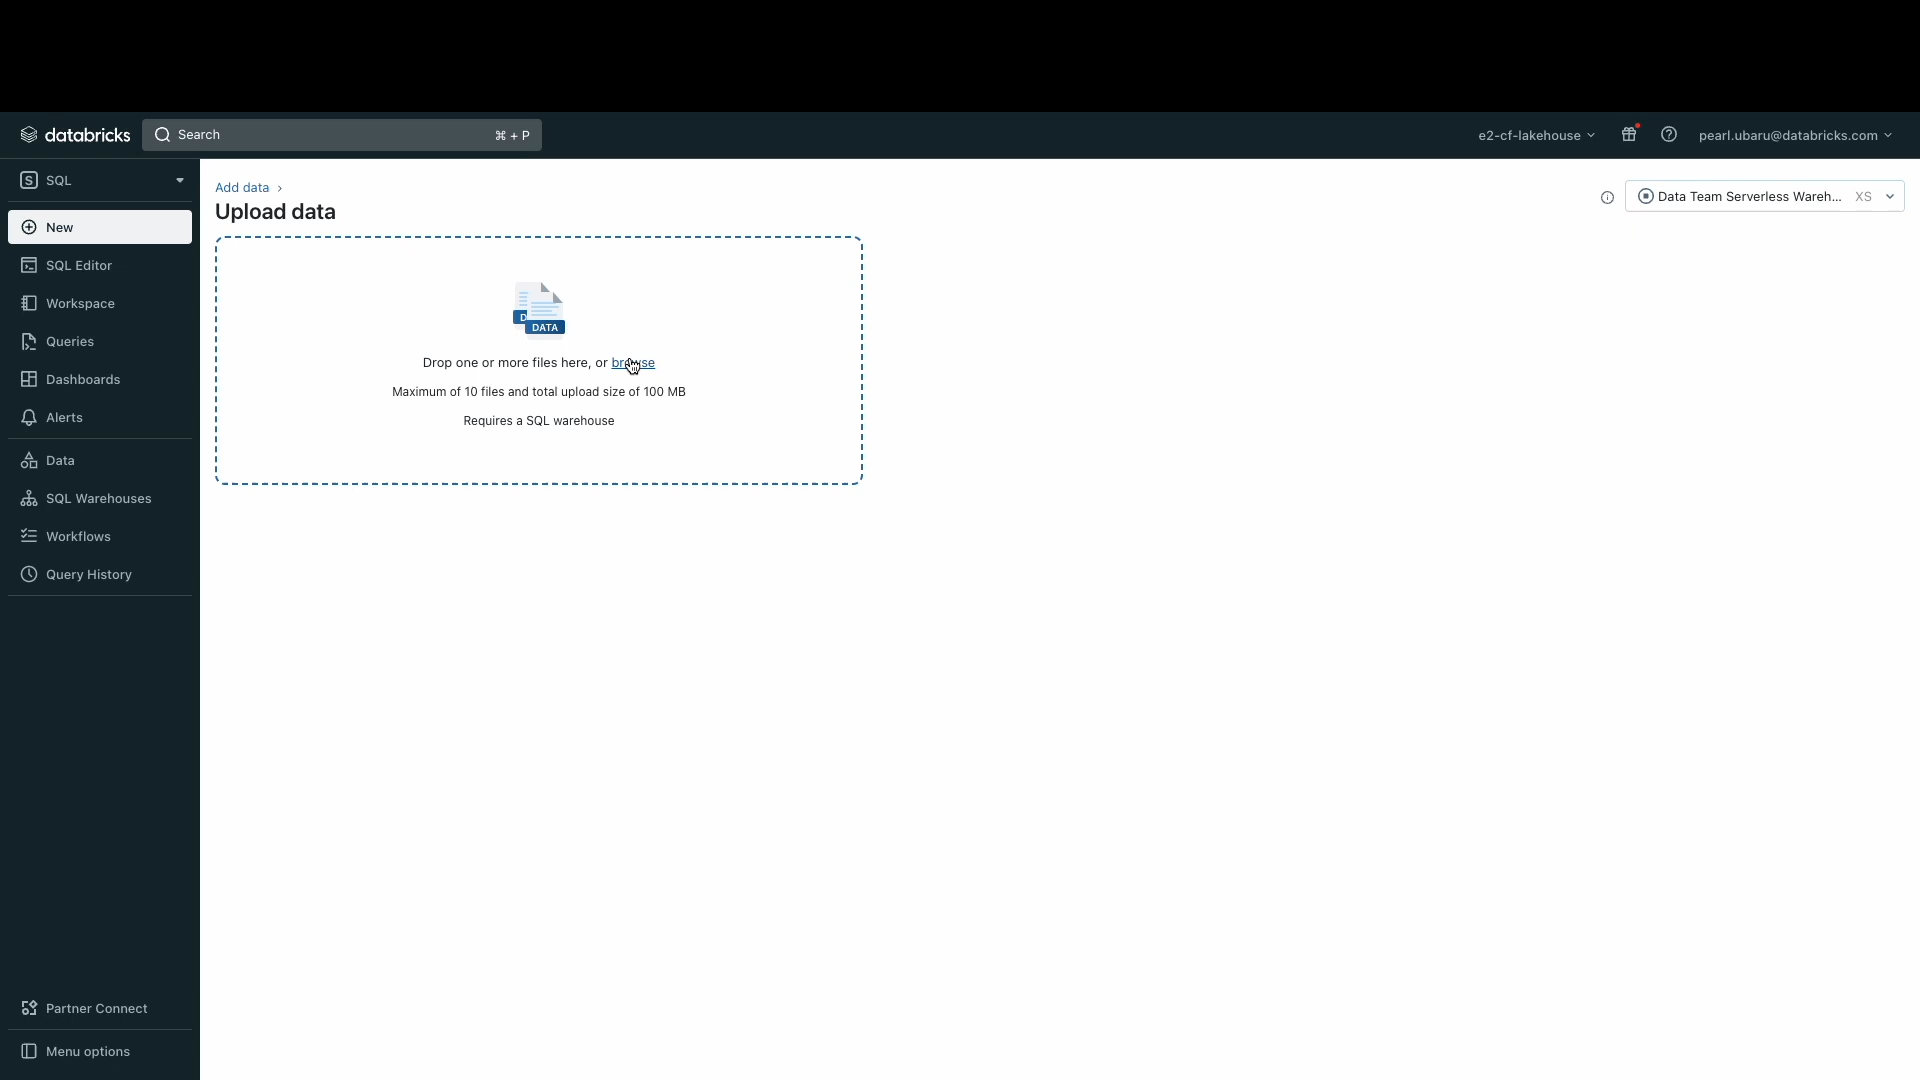 databricks
Search
⌘ + P
e2-cf-lakehouse
pearl.ubaru@databricks.com
S SQL
New
SQL Editor
Workspace
Queries
Dashboards
Alerts
Data
SQL Warehouses
Workflows
Query History
Partner Connect
Menu options
Add data ›
Upload data
Data Team Serverless Wareh... XS
D
DATA
Drop one or more files here, or browse
Maximum of 10 files and total upload size of 100 MB
Requires a SQL warehouse